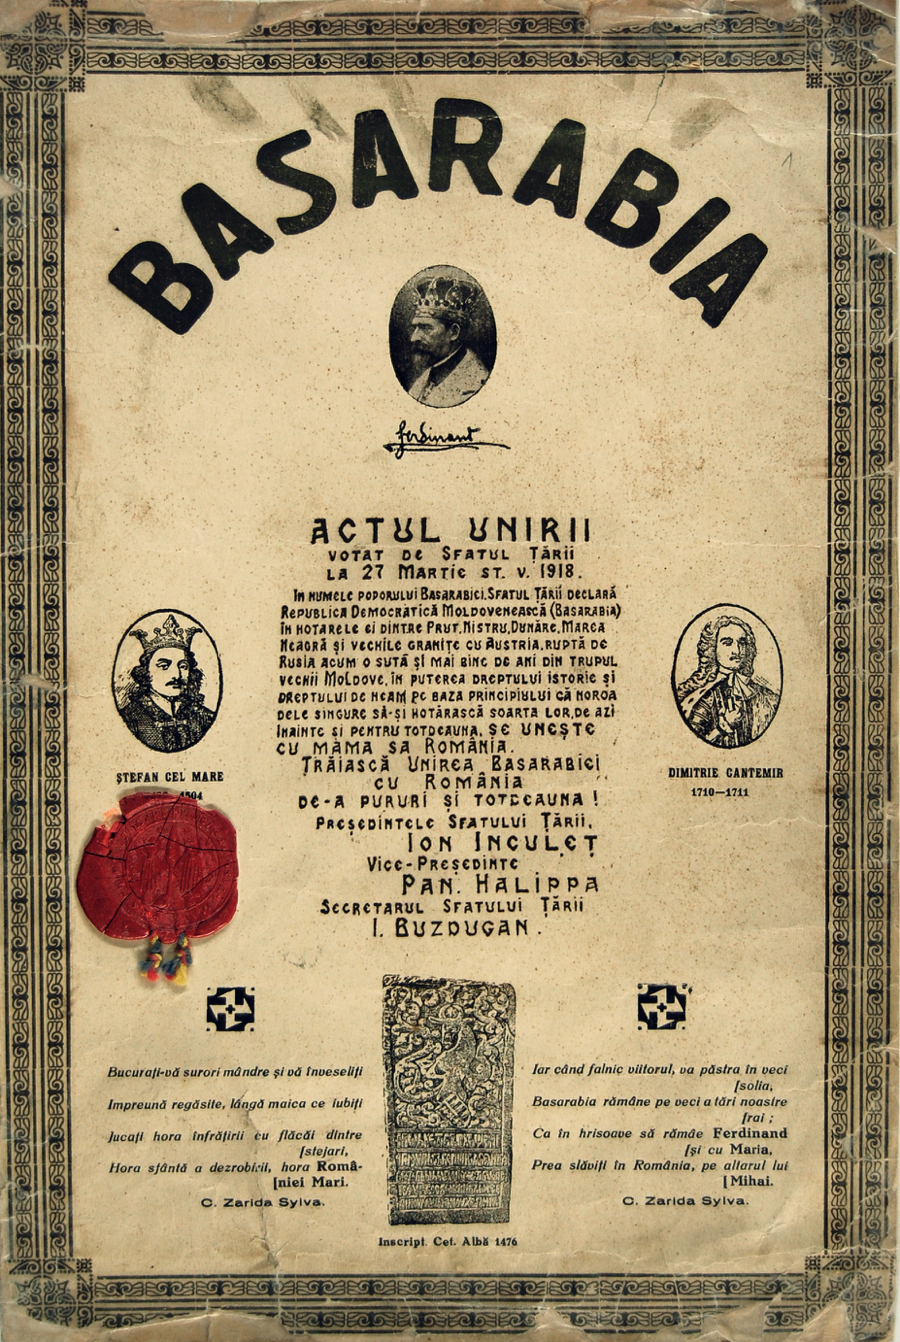 BASARABIA
Ferdinand
ACTUL UNIRII
VOTAT DE SFATUL ȚĂRII
LA 27 MARTIE ST. V. 1918.
IN NUMELE POPORULUI BASARABIEI, SFATUL ȚĂRII DECLARĂ
REPUBLICA DEMOCRATICĂ MOLDOVENEASCĂ (BASARABIA)
ÎN HOTARELE EI DINTRE PRUT, NISTRU, DUNĂRE, MAREA
NEAGRĂ ȘI VECHILE GRANIȚE CU AUSTRIA, RUPTĂ DE
RUSIA ACUM O SUTĂ ȘI MAI BINE DE ANI DIN TRUPUL
VECHII MOLDOVE, ÎN PUTEREA DREPTULUI ISTORIC ȘI
DREPTULUI DE NEAM PE BAZA PRINCIPIULUI CĂ NOROA
DELE SINGURE SĂ-ȘI HOTĂRASCĂ SOARTA LOR, DE AZI
ÎNAINTE ȘI PENTRU TOTDEAUNA, SE UNEȘTE
CU MAMA SA ROMÂNIA.
TRĂIASCĂ UNIREA BASARABIEI
CU ROMÂNIA
DE-A PURURI ȘI TOTDEAUNA !
PREȘEDINTELE SFATULUI ȚĂRII,
ION INCULEȚ
VICE-PREȘEDINTE
PAN. HALIPPA
SECRETARUL SFATULUI ȚĂRII
I. BUZDUGAN.
ȘTEFAN CEL MARE
1504
DIMITRIE CANTEMIR
1710—1711
Bucurați-vă surori mândre și vă înveseliți
Impreună regăsite, lângă maica ce iubiți
Jucați hora înfrățirii cu flăcăi dintre
[stejari,
Hora sfântă a dezrobirii, hora Româ-
[niei Mari.
C. Zarida Sylva.
Iar când falnic viitorul, va păstra în veci
[solia,
Basarabia rămâne pe veci a țări noastre
[rai ;
Ca în hrisoave să rămâe Ferdinand
[și cu Maria,
Prea slăviți în România, pe altarul lui
[Mihai.
C. Zarida Sylva.
Inscript. Cet. Albă 1476